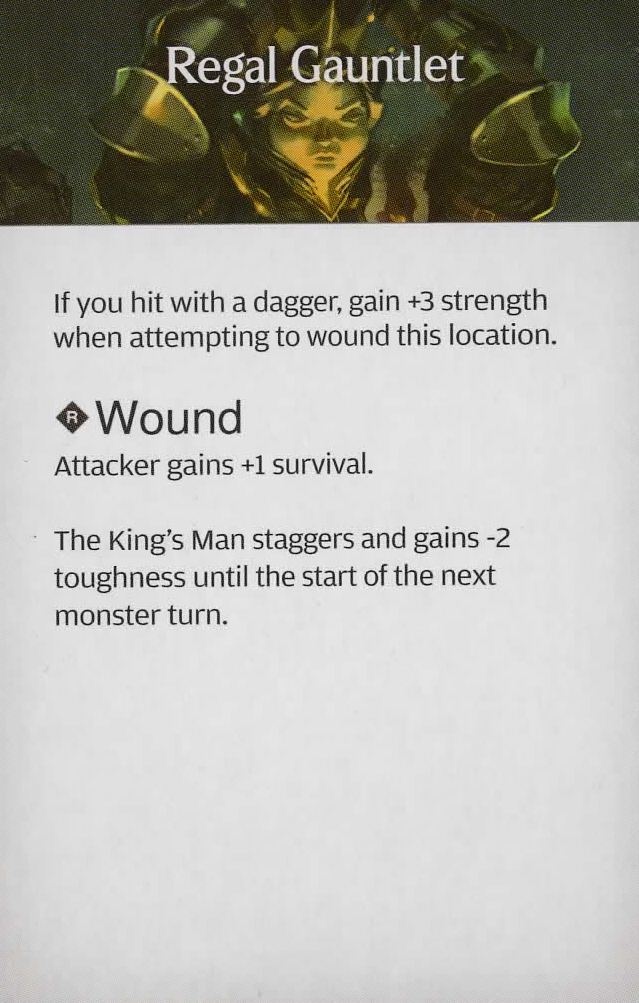 Regal Gauntlet
If you hit with a dagger, gain +3 strength
when attempting to wound this location.
R Wound
Attacker gains +1 survival.
The King's Man staggers and gains -2
toughness until the start of the next
monster turn.